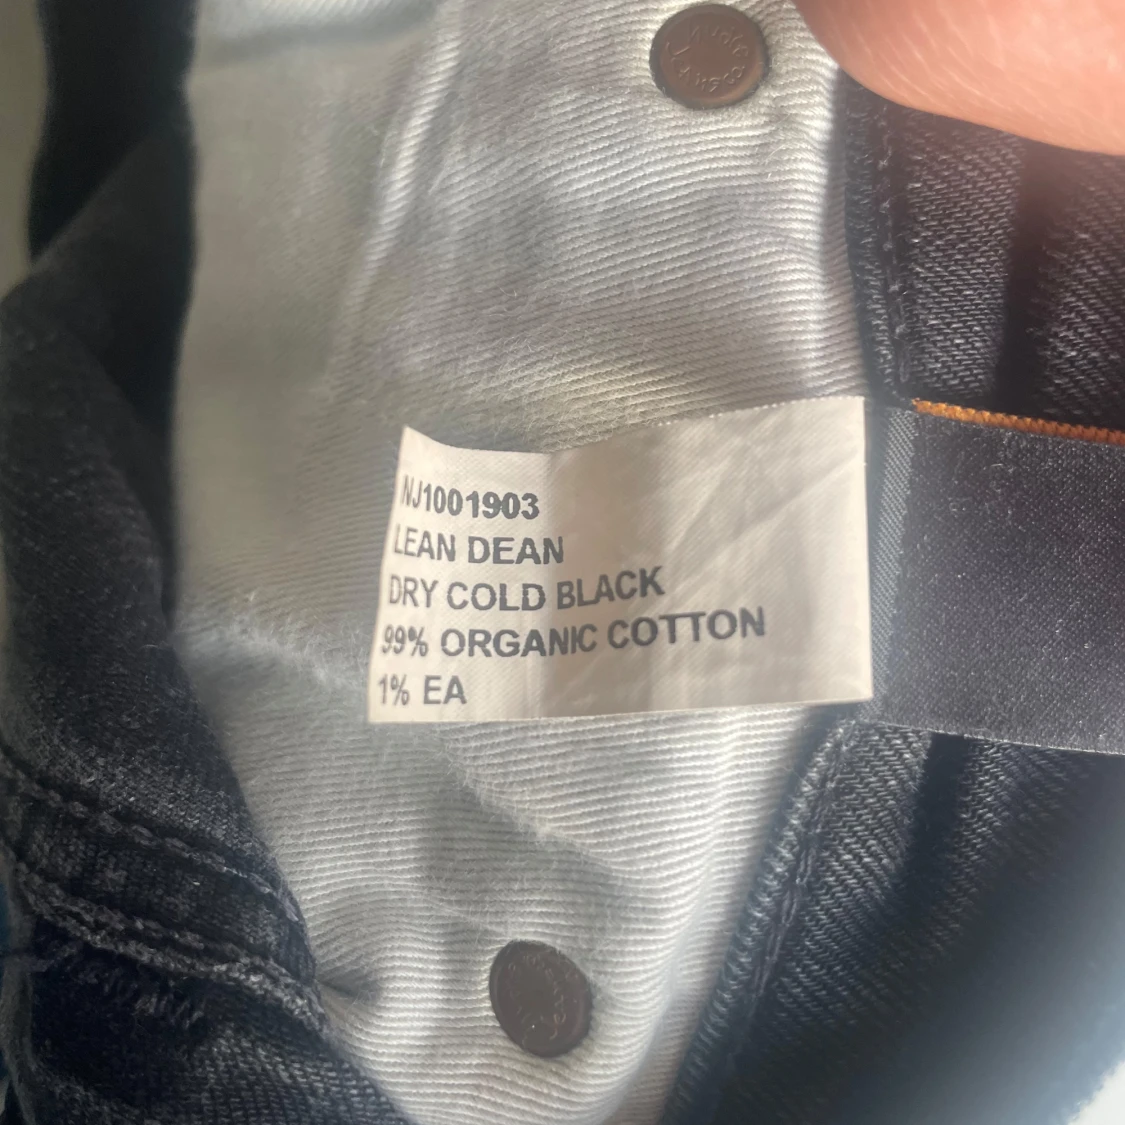 NJ1001903
LEAN DEAN
DRY COLD BLACK
99% ORGANIC COTTON
1% EA